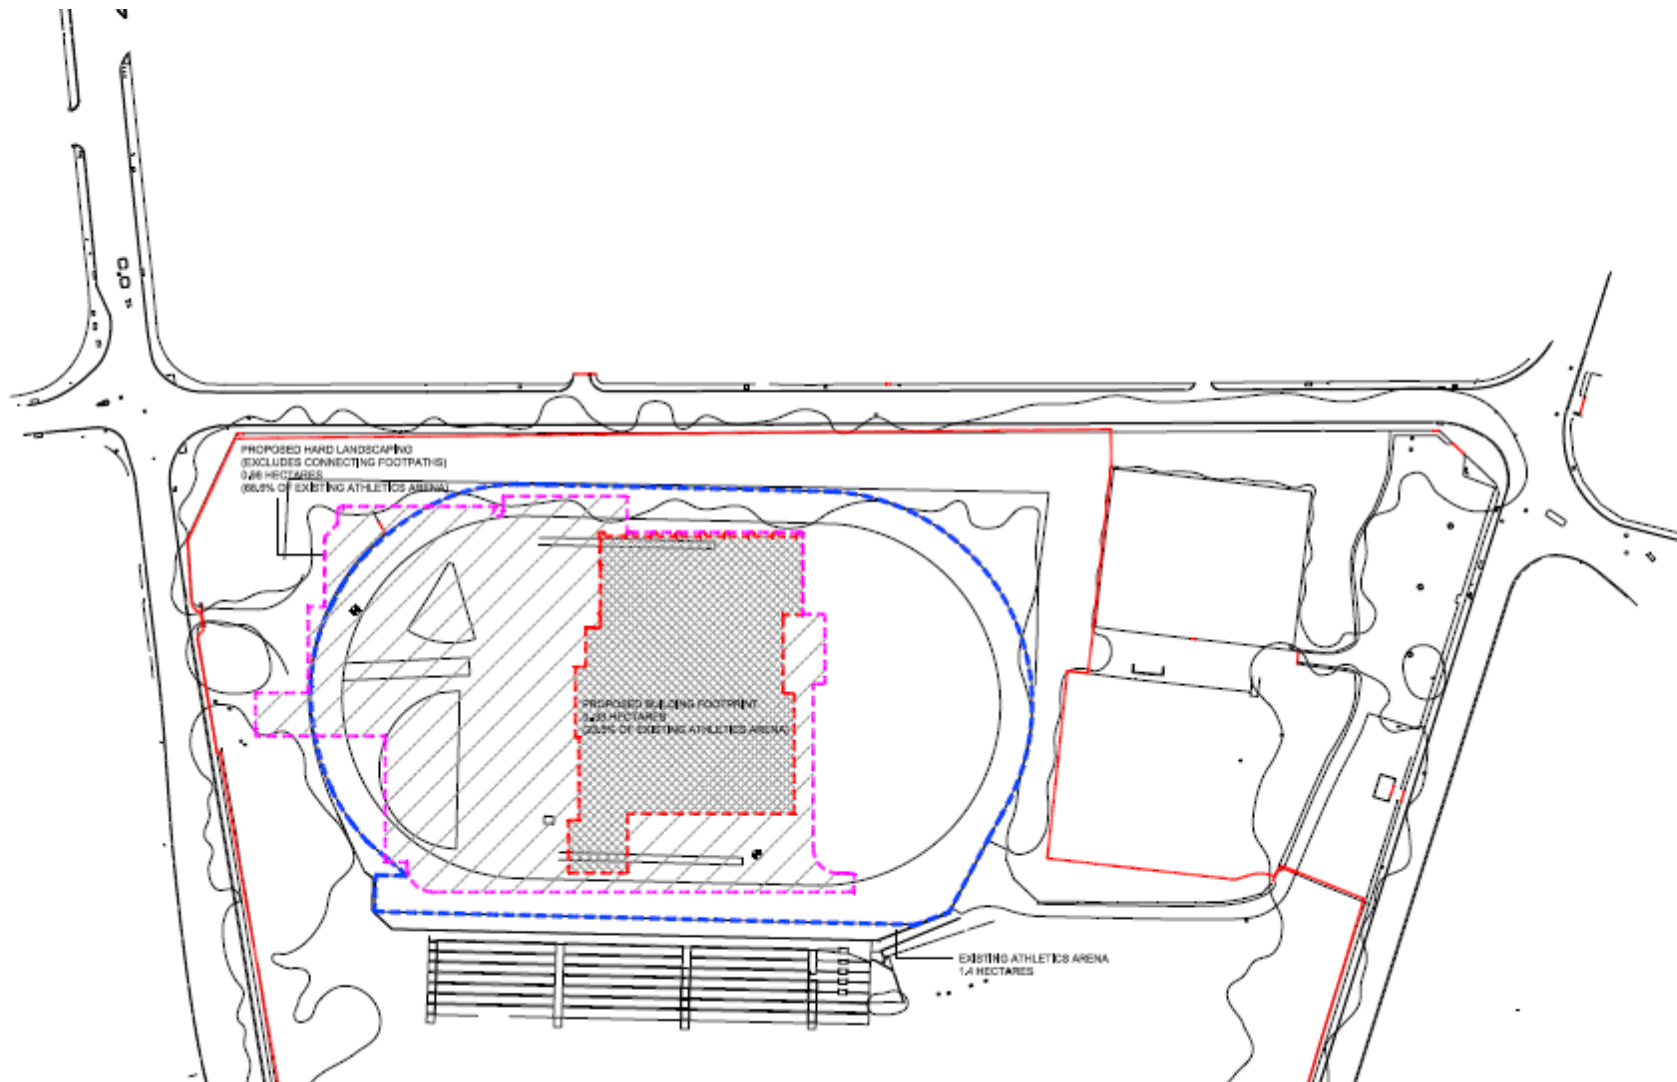 PROPOSED HARD LANDSCAPING
(EXCLUDES CONNECTING FOOTPATHS)
HECTARES
OF EXISTING ATHLETICS ARENA)
PROPOSED BUILDING FOOTPRINT
HECTARES
OF EXISTING ATHLETICS ARENA)
EXISTING ATHLETICS ARENA
1.4 HECTARES